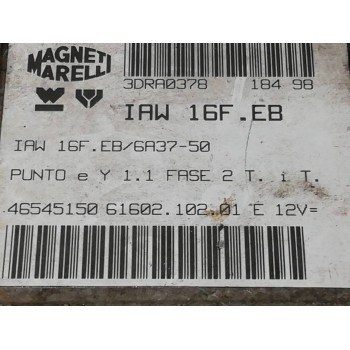 MAGNETI
MARELLI
3DRA0378 184 98
IAW 16F.EB
IAW 16F.EB/6A37-50
PUNTO e Y 1.1 FASE 2 T. i T.
46545150 61602.102.01 E 12V=